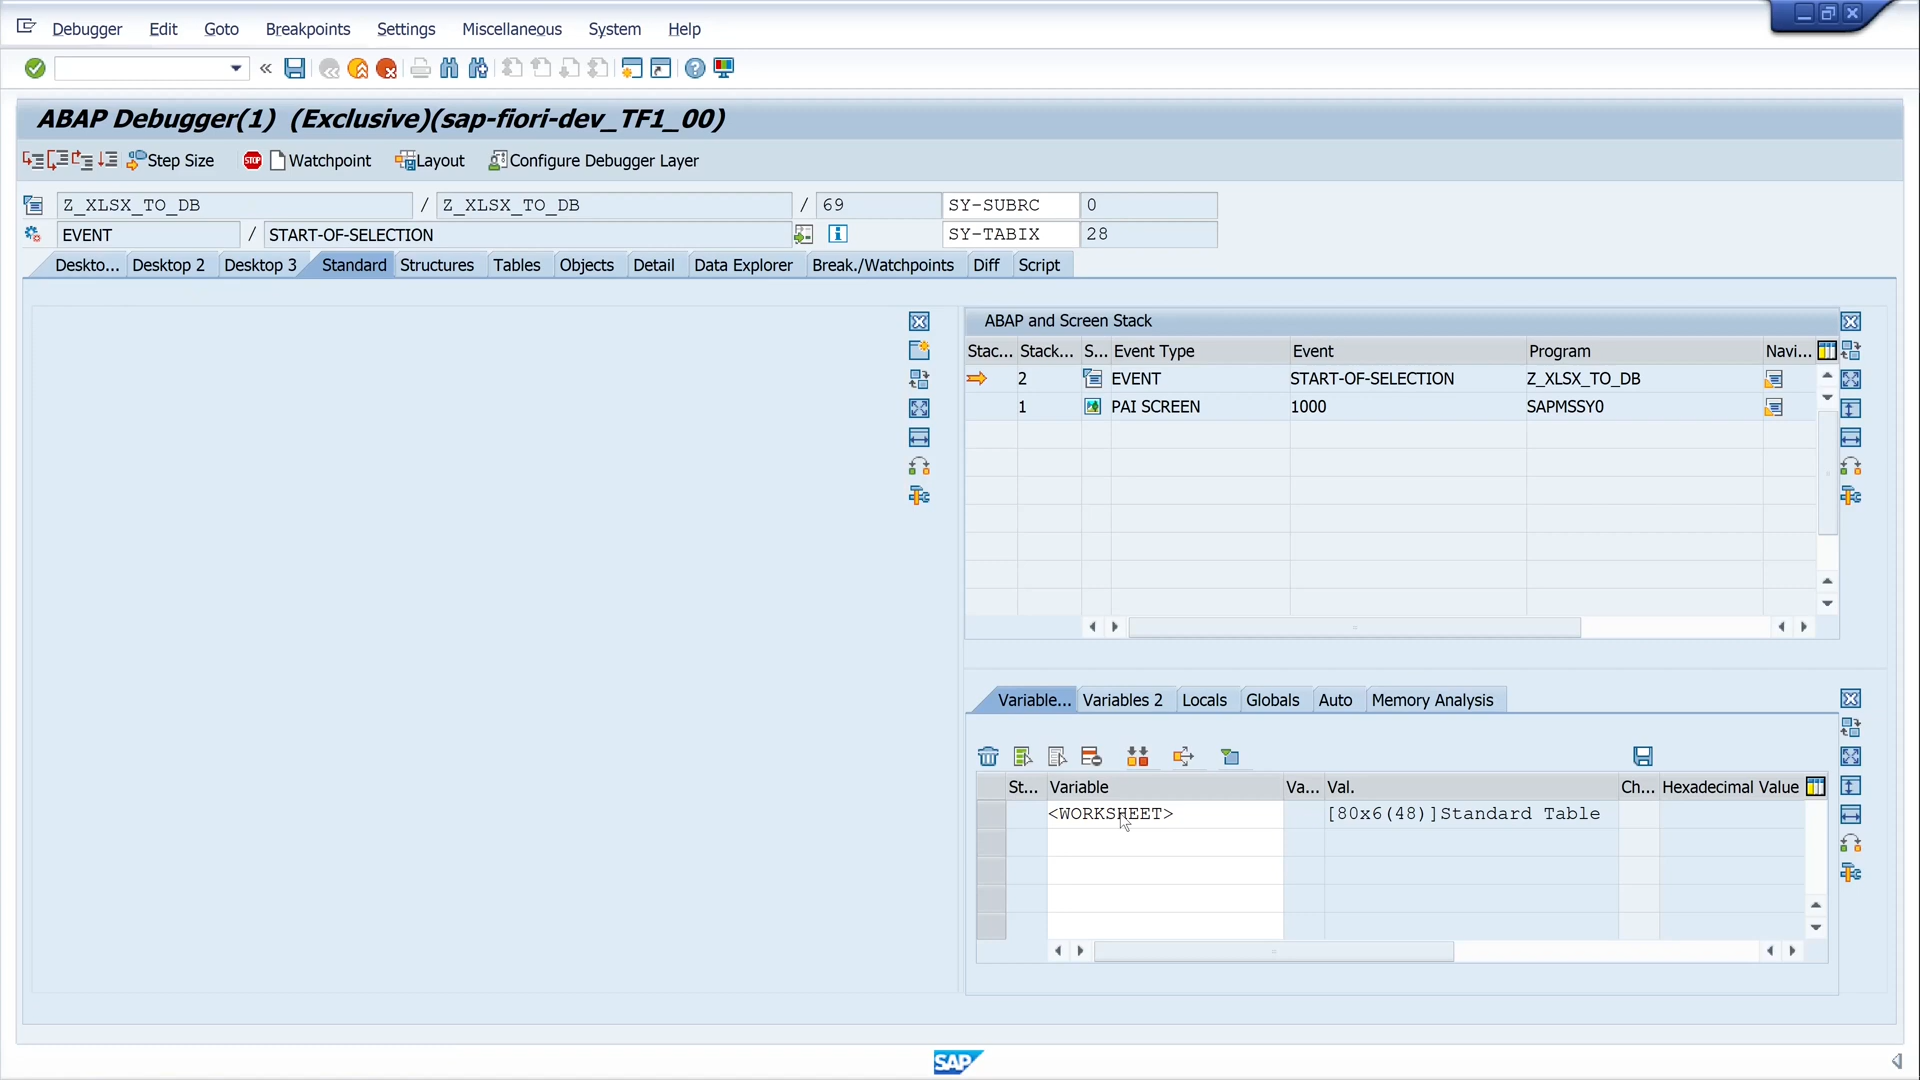 Debugger Edit Goto Breakpoints Settings Miscellaneous System Help
ABAP Debugger(1) (Exclusive)(sap-fiori-dev_TF1_00)
Step Size STOP Watchpoint Layout Configure Debugger Layer
Z_XLSX_TO_DB / Z_XLSX_TO_DB / 69 SY-SUBRC 0
EVENT / START-OF-SELECTION SY-TABIX 28
Deskto... Desktop 2 Desktop 3 Standard Structures Tables Objects Detail Data Explorer Break./Watchpoints Diff Script
ABAP and Screen Stack
Stac... Stack... S... Event Type Event Program Navi...
2 EVENT START-OF-SELECTION Z_XLSX_TO_DB
1 PAI SCREEN 1000 SAPMSSY0
Variable... Variables 2 Locals Globals Auto Memory Analysis
St... Variable Va... Val. Ch... Hexadecimal Value
<WORKSHEET> [80x6(48)]Standard Table
SAP